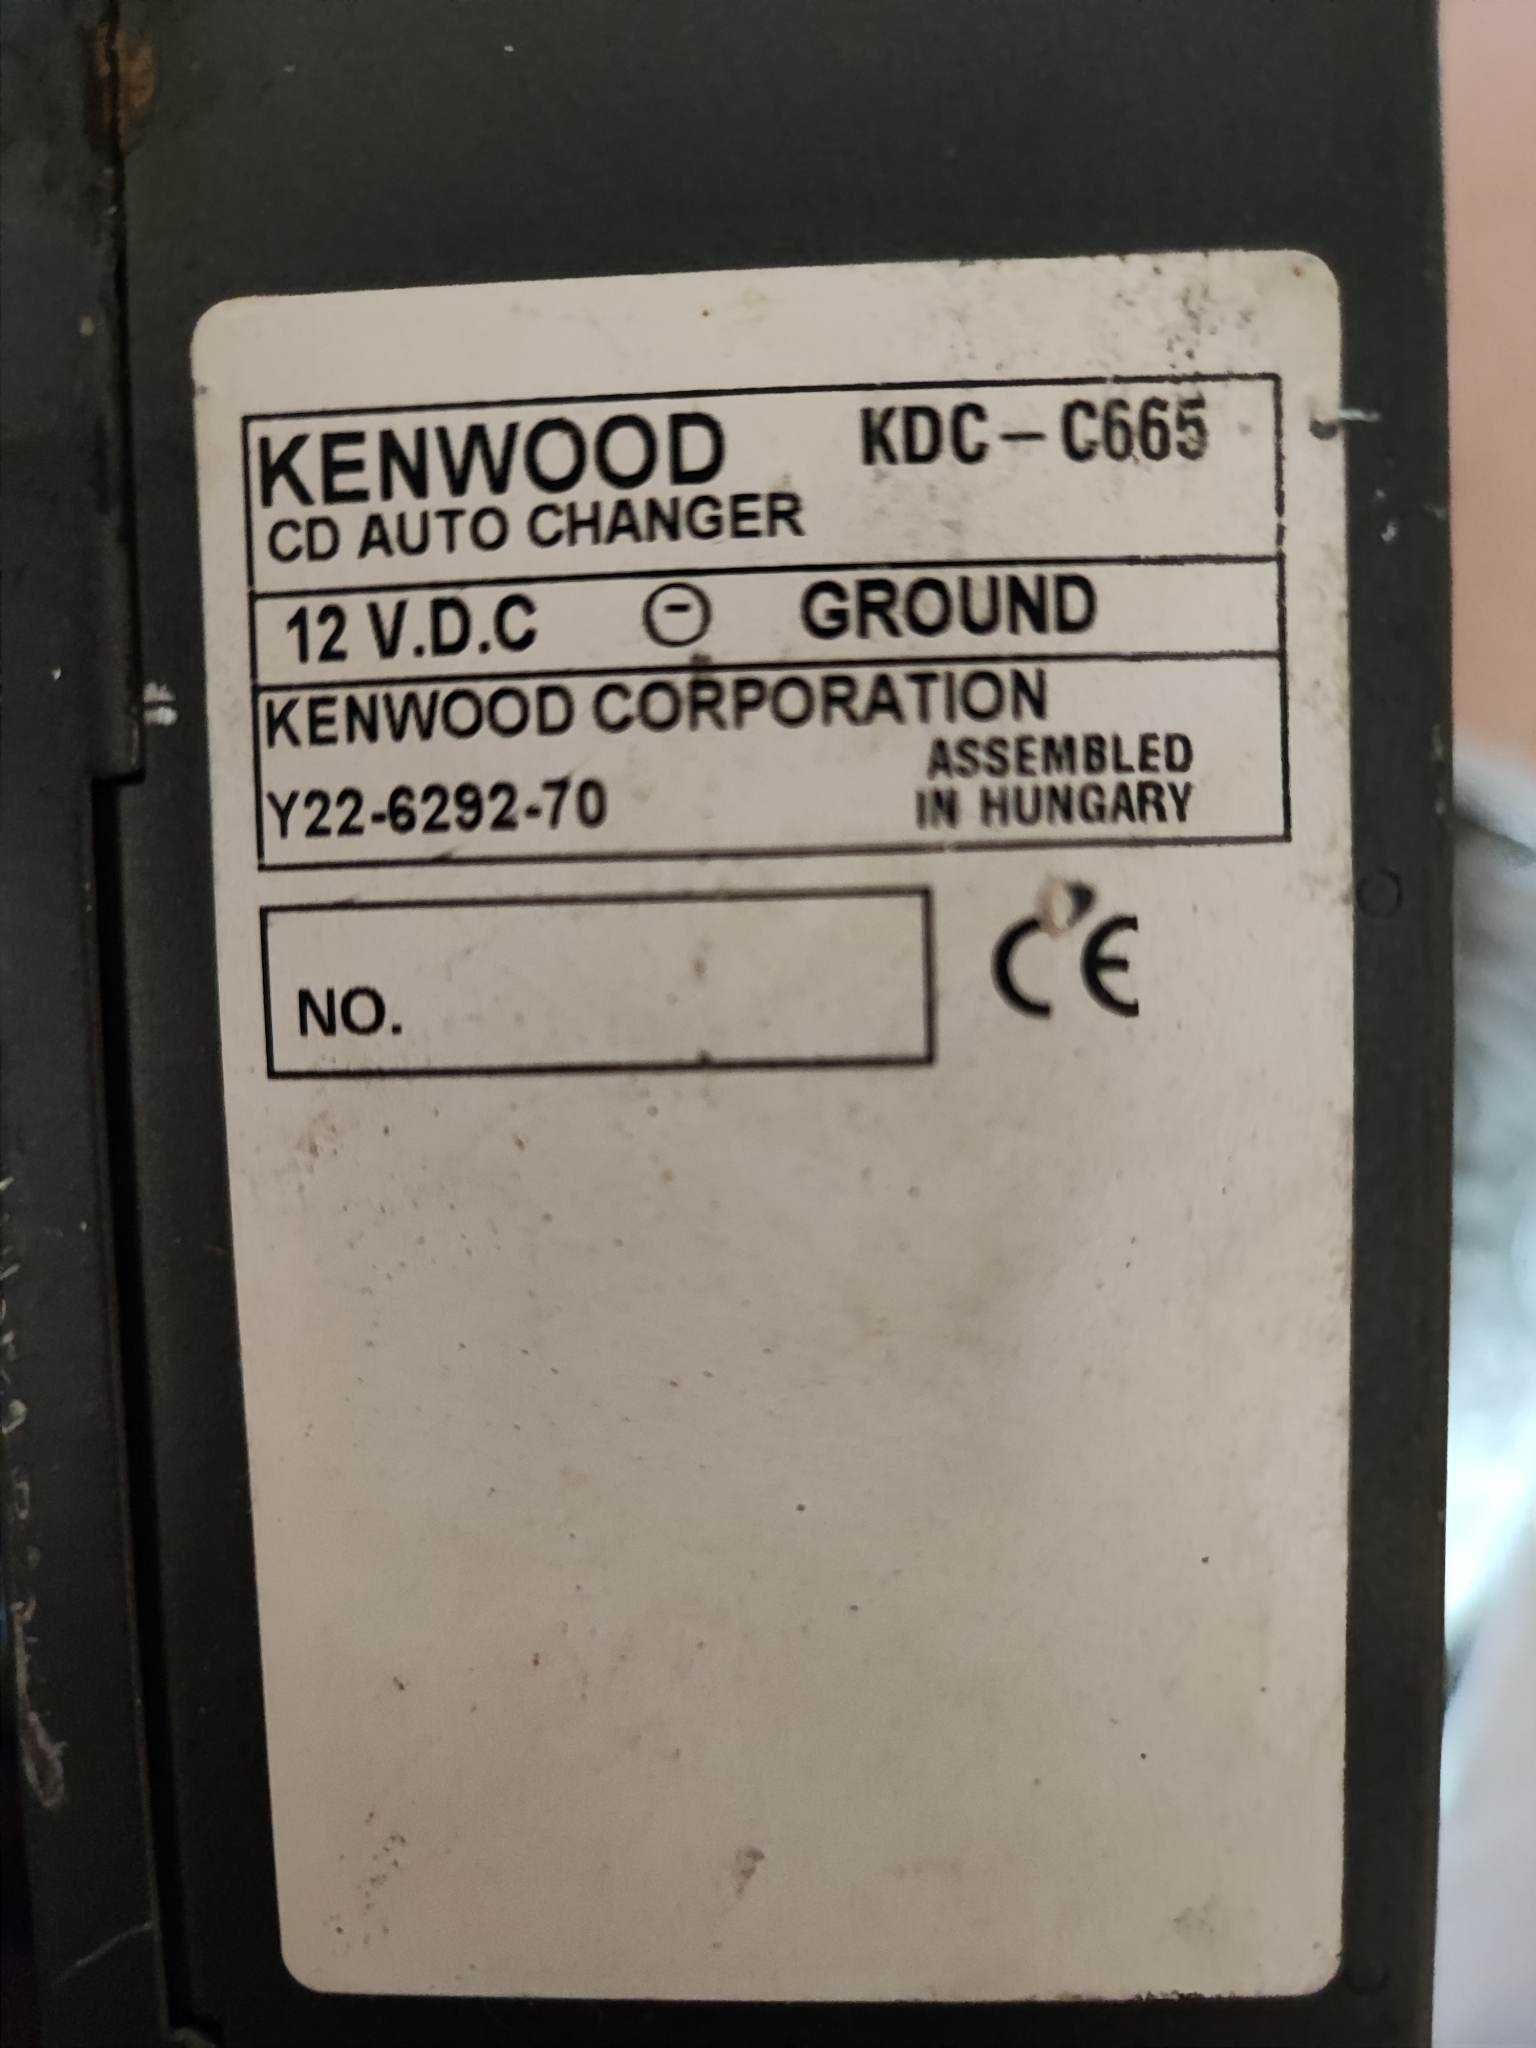 KENWOOD KDC-C665
CD AUTO CHANGER
12 V.D.C ⊖ GROUND
KENWOOD CORPORATION
ASSEMBLED
Y22-6292-70 IN HUNGARY
NO. CE